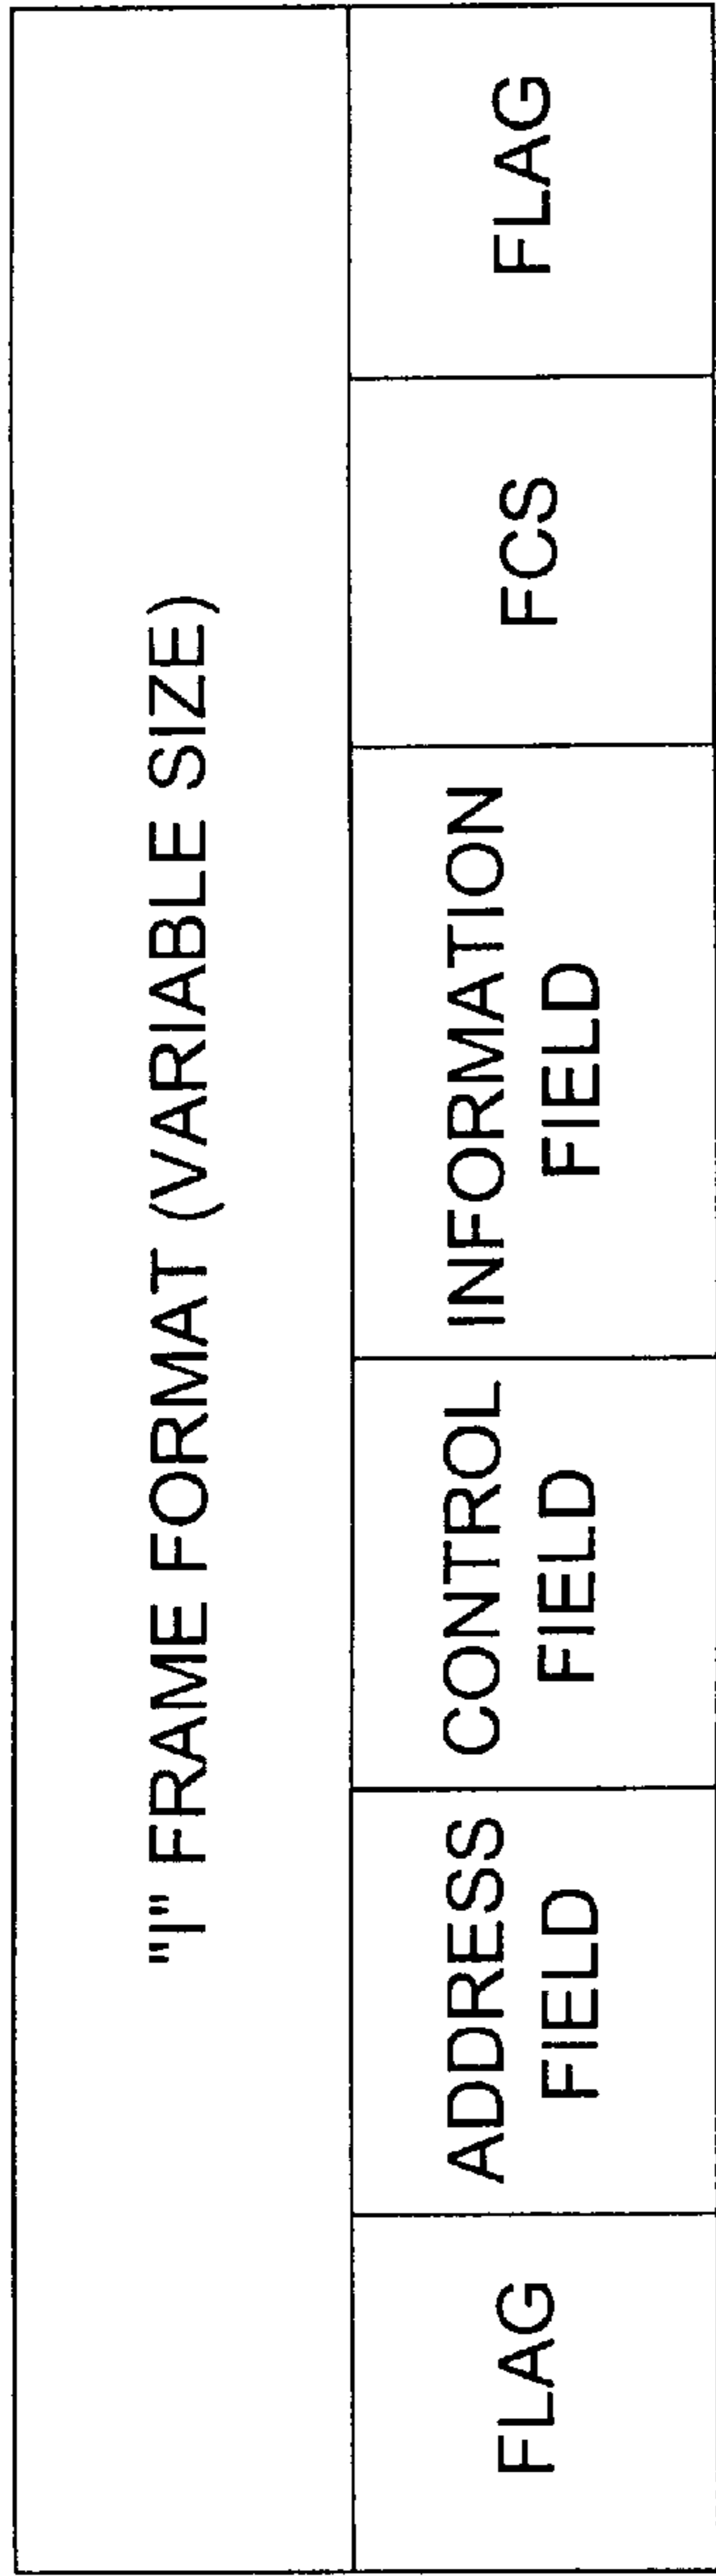 "I" FRAME FORMAT (VARIABLE SIZE)
FLAG
ADDRESS
FIELD
CONTROL
FIELD
INFORMATION
FIELD
FCS
FLAG